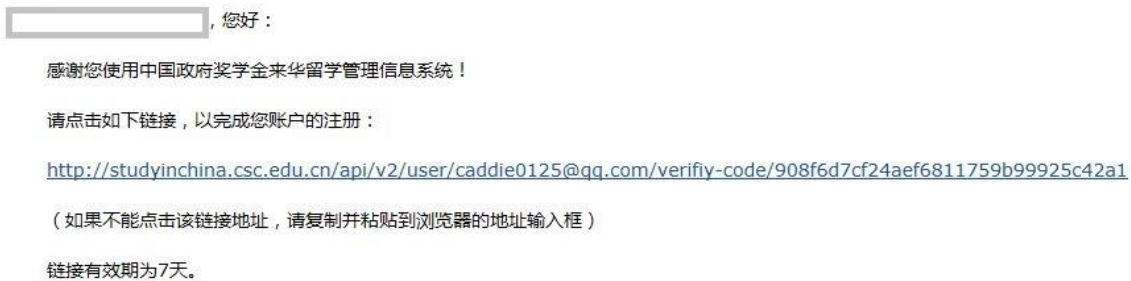 ，您好：
感谢您使用中国政府奖学金来华留学管理信息系统！
请点击如下链接，以完成您账户的注册：
http://studyinchina.csc.edu.cn/api/v2/user/caddie0125@qq.com/verifiy-code/908f6d7cf24aef6811759b99925c42a1
（如果不能点击该链接地址，请复制并粘贴到浏览器的地址输入框）
链接有效期为7天。